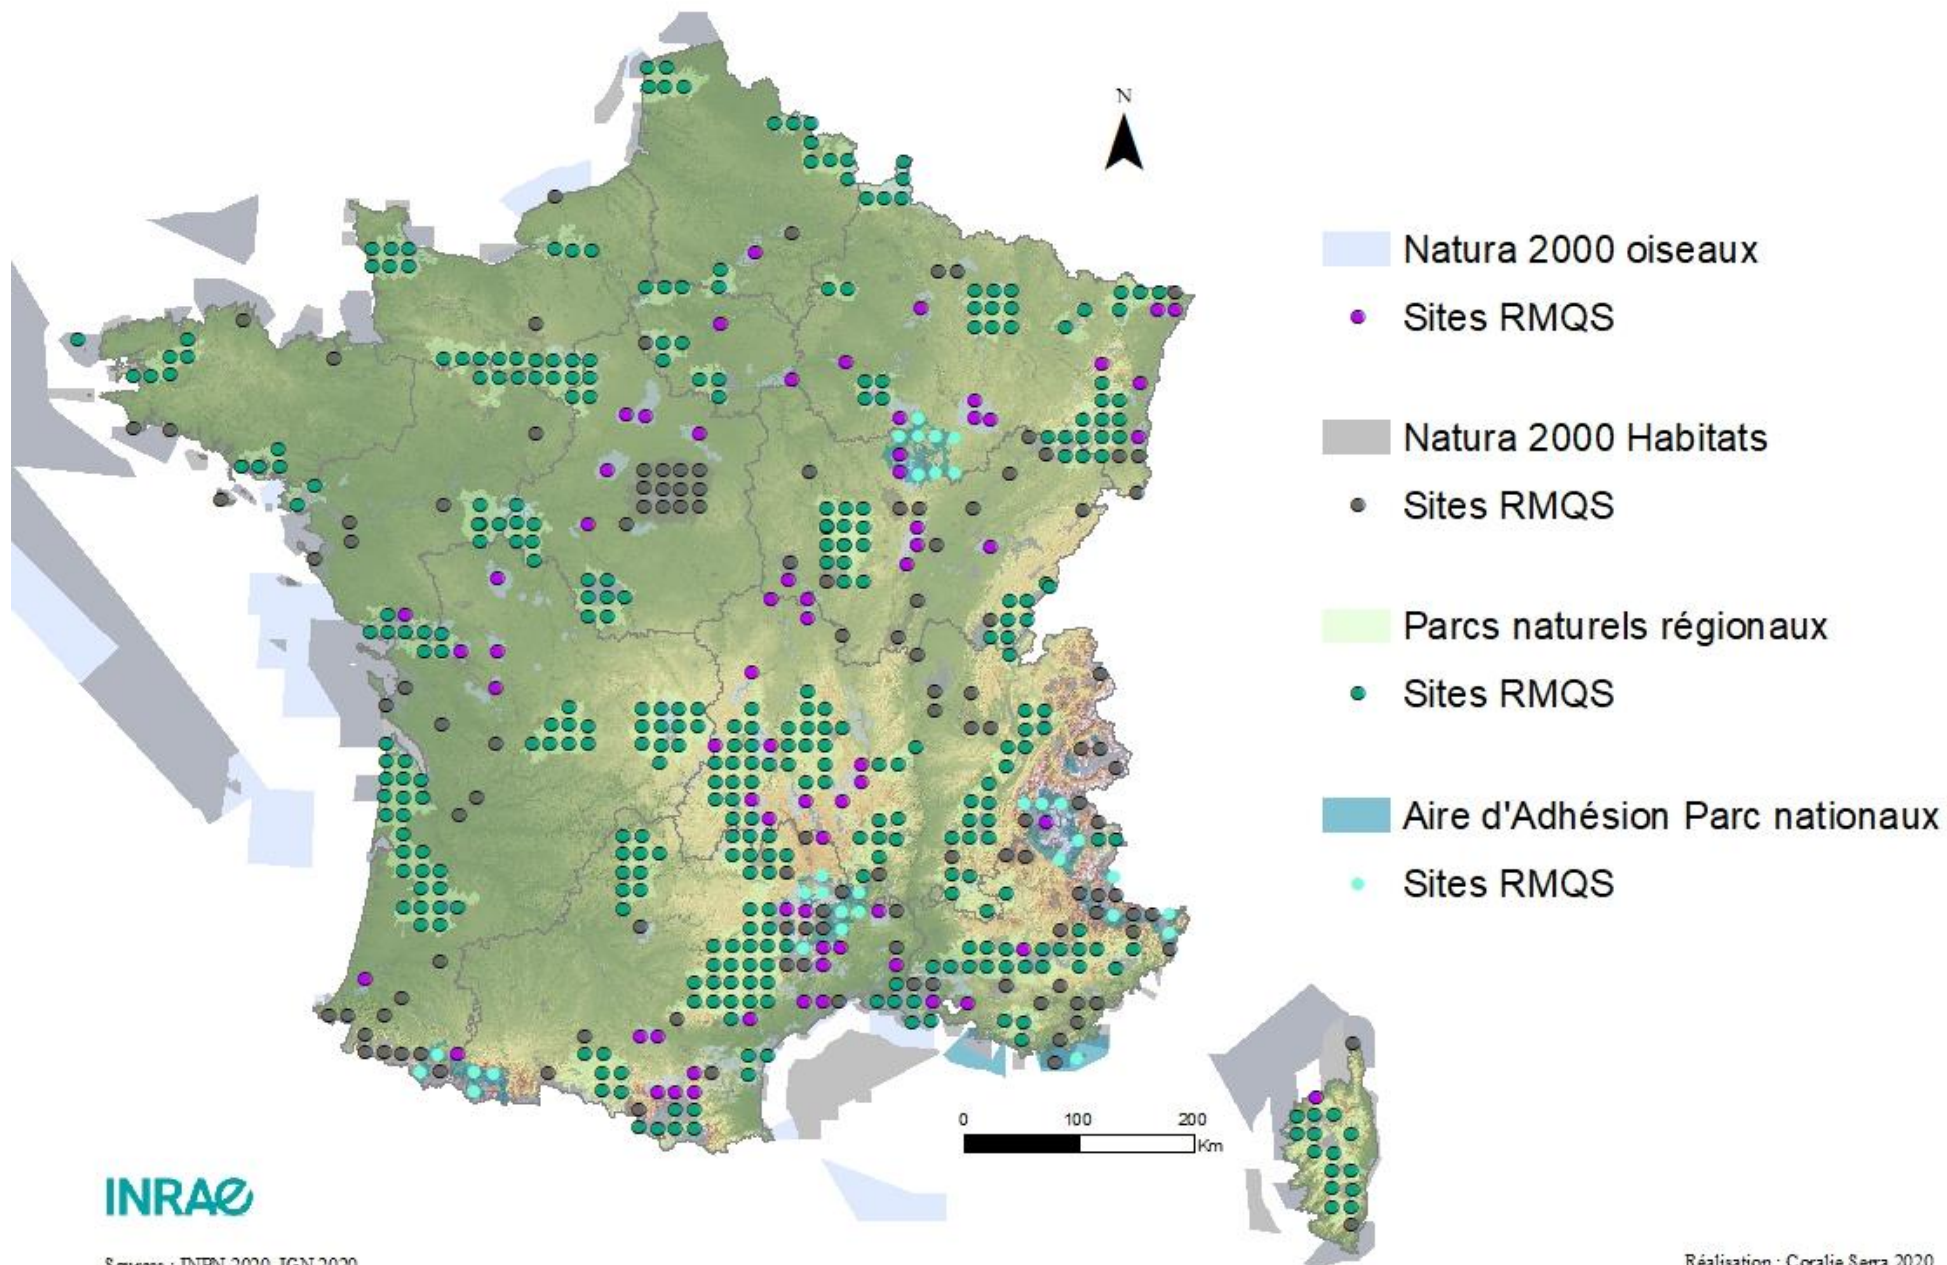 N
Natura 2000 oiseaux
Sites RMQS
Natura 2000 Habitats
Sites RMQS
Parcs naturels régionaux
Sites RMQS
Aire d'Adhésion Parc nationaux
Sites RMQS
0 100 200
Km
INRAE
Sources : INPN 2020, IGN 2020
Réalisation : Coralie Serra 2020